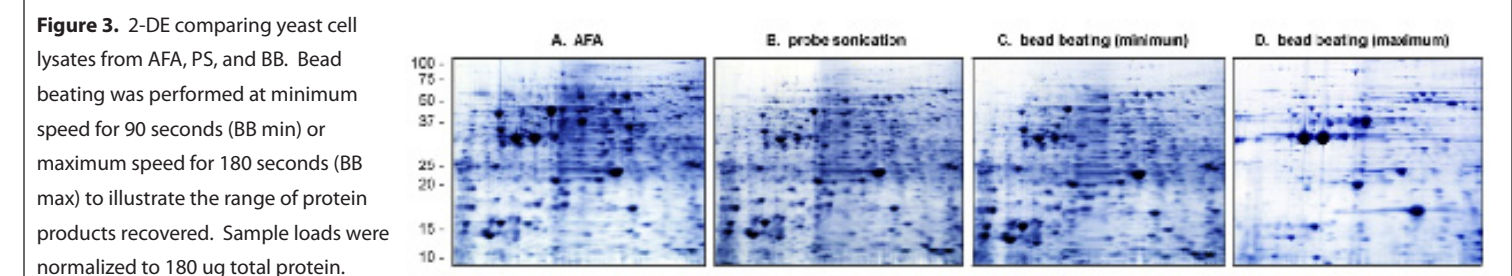 Figure 3. 2-DE comparing yeast cell
lysates from AFA, PS, and BB. Bead
beating was performed at minimum
speed for 90 seconds (BB min) or
maximum speed for 180 seconds (BB
max) to illustrate the range of protein
products recovered. Sample loads were
normalized to 180 ug total protein.
A. AFA
B. probe sonication
C. bead beating (minimum)
D. bead beating (maximum)
100 -
75 -
50 -
37 -
25 -
20 -
15 -
10 -